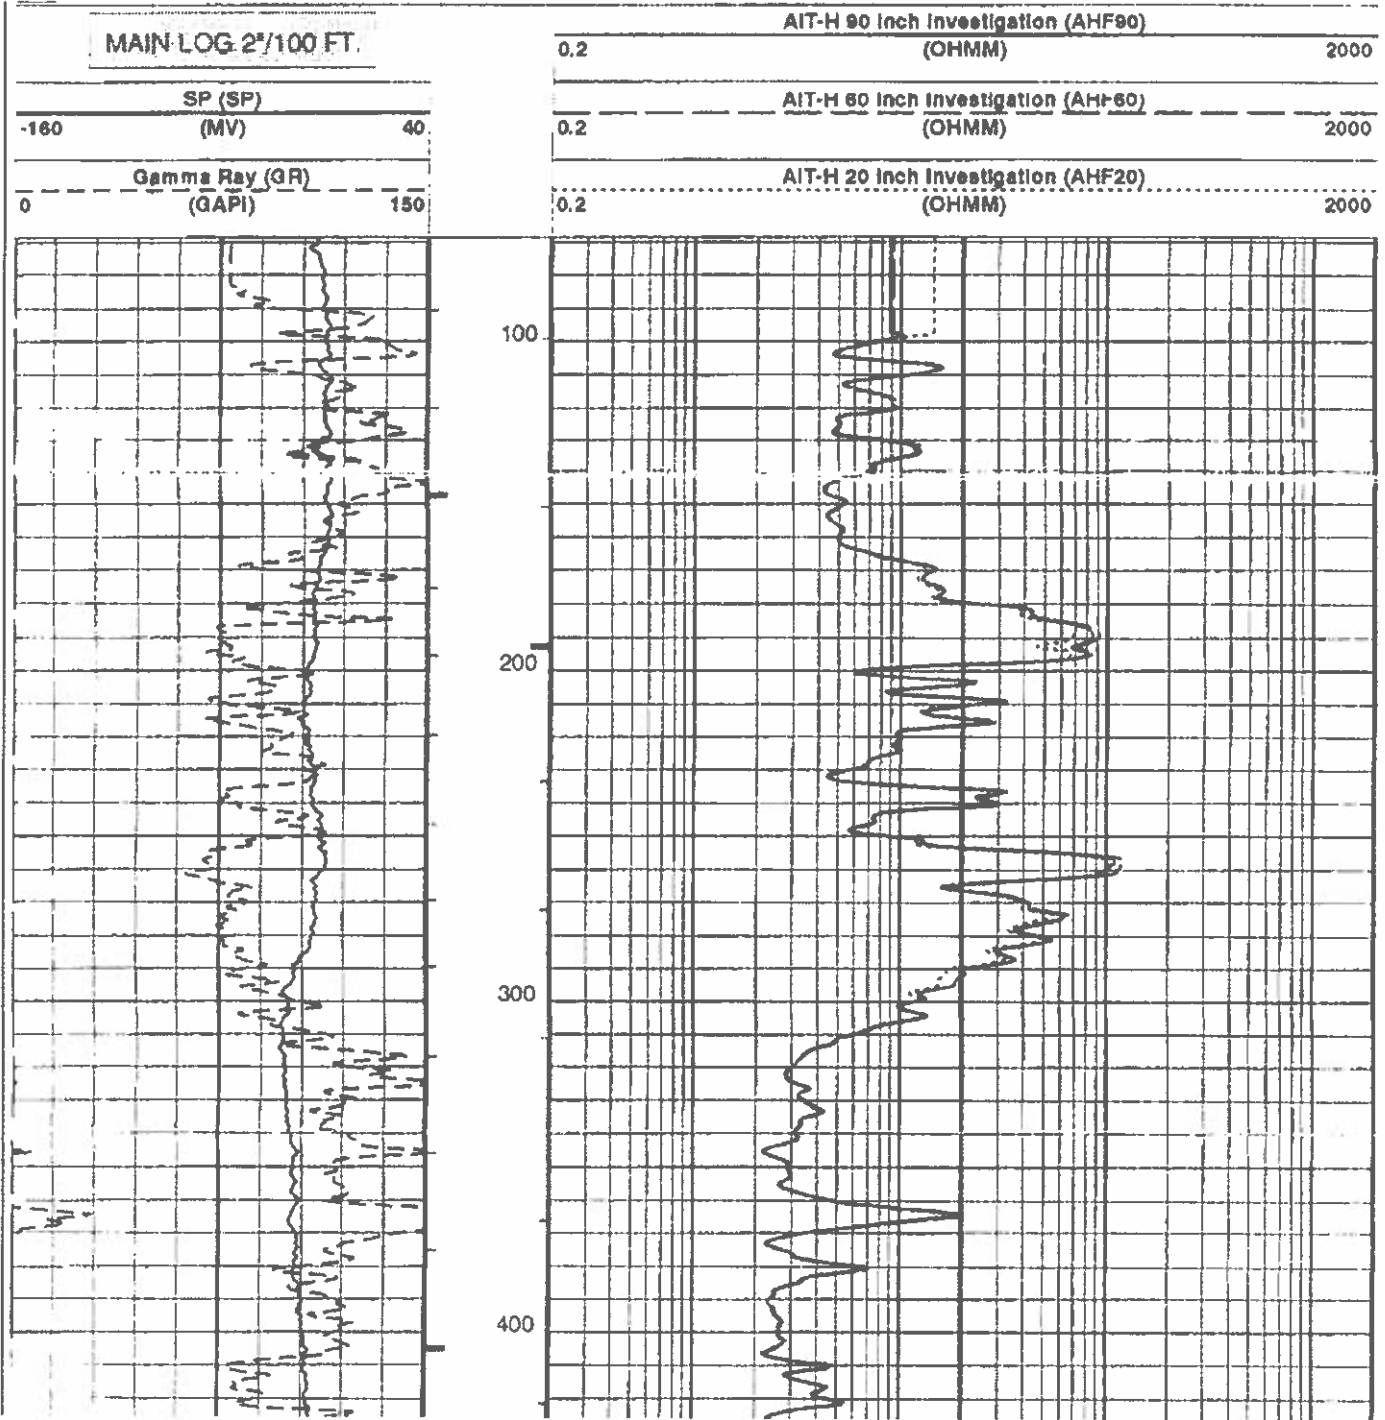 MAIN LOG 2"/100 FT.
AIT-H 90 Inch Investigation (AHF90)
0.2 (OHMM) 2000
SP (SP)
-160 (MV) 40
AIT-H 60 Inch Investigation (AHF60)
0.2 (OHMM) 2000
Gamma Ray (GR)
0 (GAPI) 150
AIT-H 20 Inch Investigation (AHF20)
0.2 (OHMM) 2000
100
200
300
400